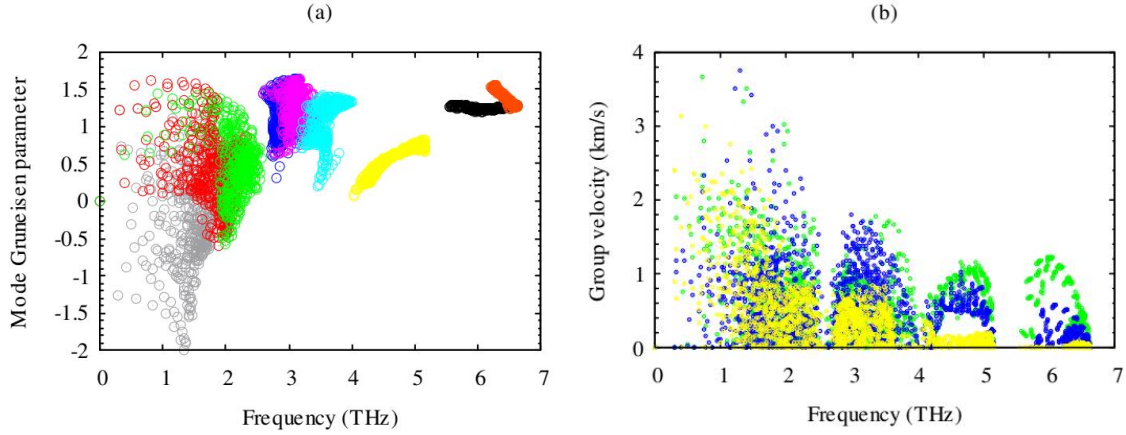 (a)
2
1.5
1
0.5
0
-0.5
-1
-1.5
-2
Mode Gruneisen parameter
0 1 2 3 4 5 6 7
Frequency (THz)
(b)
4
3
2
1
0
Group velocity (km/s)
0 1 2 3 4 5 6 7
Frequency (THz)